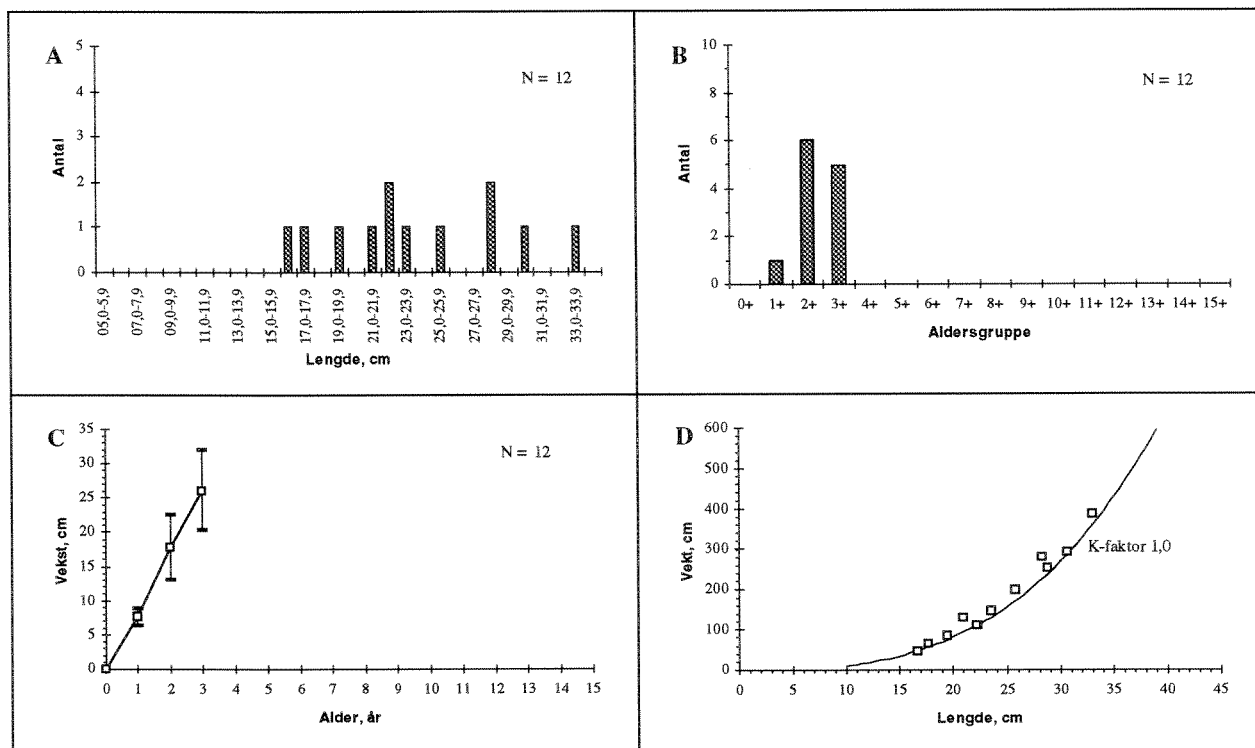 A
5
4
3
2
1
0
Antal
N = 12
05,0-5,9
07,0-7,9
09,0-9,9
11,0-11,9
13,0-13,9
15,0-15,9
17,0-17,9
19,0-19,9
21,0-21,9
23,0-23,9
25,0-25,9
27,0-27,9
29,0-29,9
31,0-31,9
33,0-33,9
Lengde, cm
B
10
8
6
4
2
0
Antal
N = 12
0+ 1+ 2+ 3+ 4+ 5+ 6+ 7+ 8+ 9+ 10+ 11+ 12+ 13+ 14+ 15+
Aldersgruppe
C
35
30
25
20
15
10
5
0
Vekst, cm
N = 12
0 1 2 3 4 5 6 7 8 9 10 11 12 13 14 15
Alder, år
D
600
500
400
300
200
100
0
Vekt, cm
K-faktor 1,0
0 5 10 15 20 25 30 35 40 45
Lengde, cm